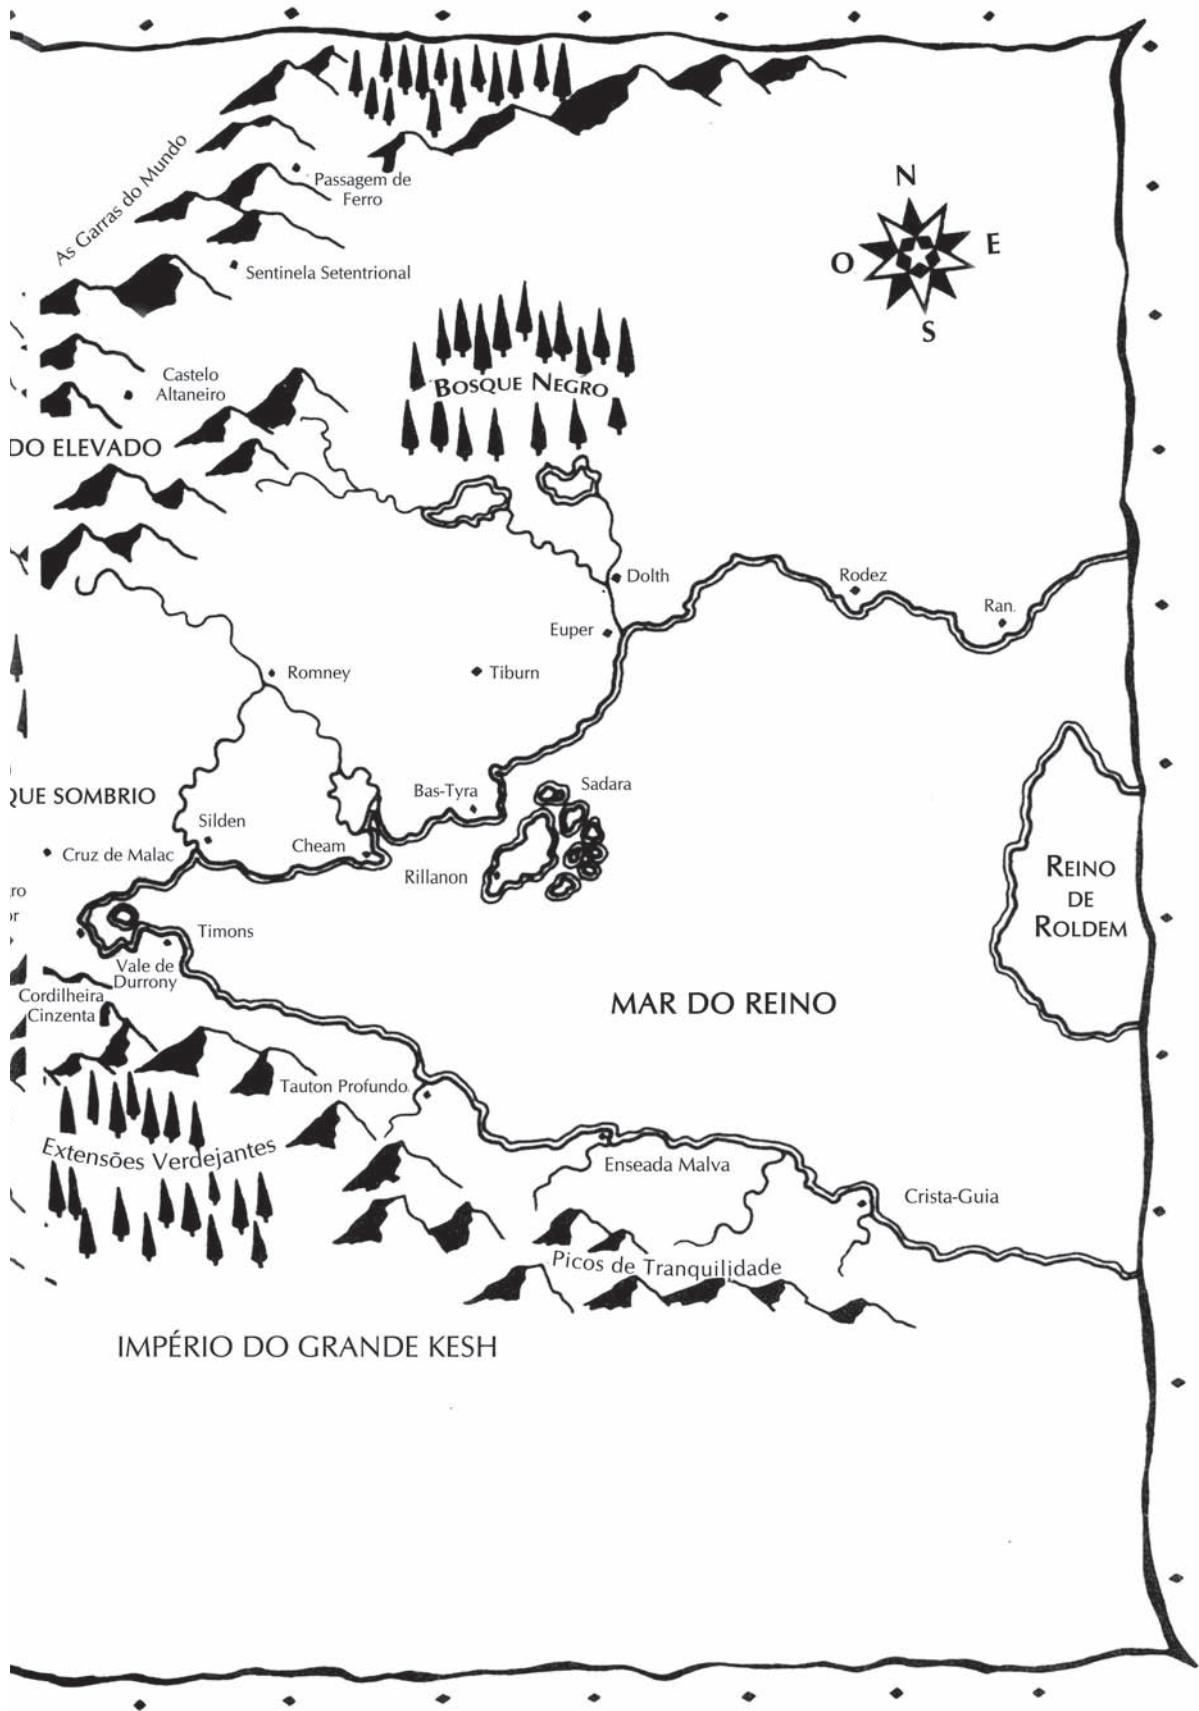 As Garras do Mundo
Passagem de
Ferro
N
O
E
S
Sentinela Setentrional
Castelo
Altaneiro
BOSQUE NEGRO
DO ELEVADO
Dolth
Rodez
Ran.
Euper
Romney
Tiburn
Sadara
Bas-Tyra
QUE SOMBRIO
Silden
Cheam
Cruz de Malac
Rillanon
REINO
DE
ROLDEM
ro
or
Timons
Vale de
Durrony
Cordilheira
Cinzenta
MAR DO REINO
Tauton Profundo
Extensões Verdejantes
Enseada Malva
Crista-Guia
Picos de Tranquilidade
IMPÉRIO DO GRANDE KESH